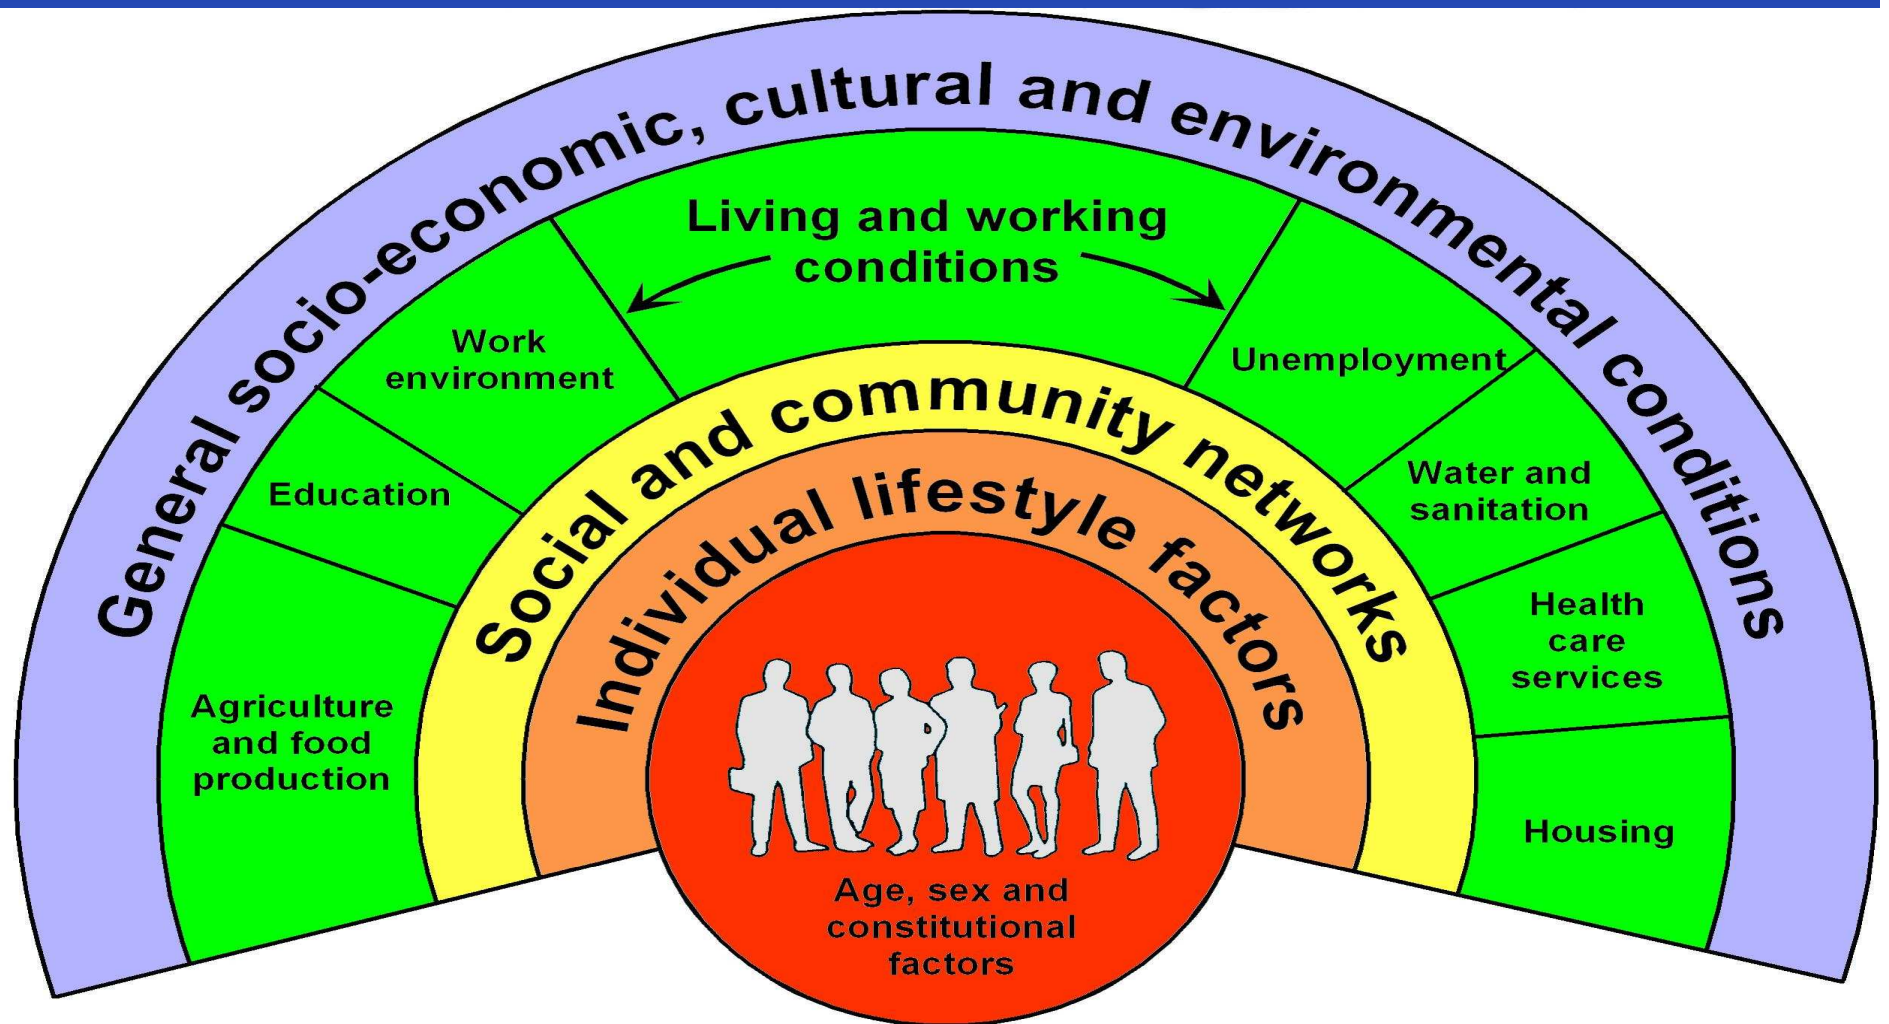 General socio-economic, cultural and environmental conditions
Living and working
conditions
Work
environment
Unemployment
Education
Water and
sanitation
Agriculture
and food
production
Health
care
services
Housing
Social and community networks
Individual lifestyle factors
Age, sex and
constitutional
factors